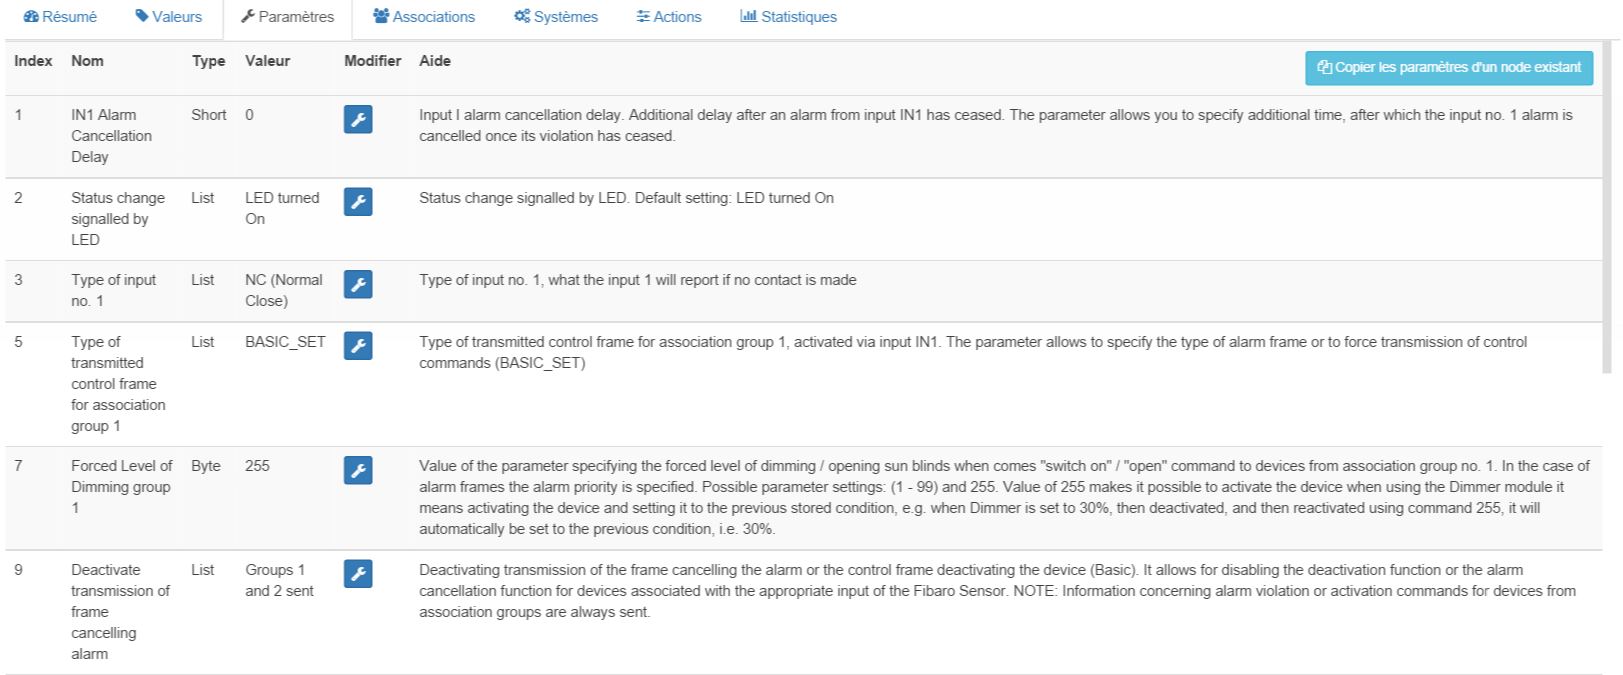 Résumé Valeurs Paramètres Associations Systèmes Actions Statistiques
Index Nom Type Valeur Modifier Aide Copier les paramètres d'un node existant
1 IN1 Alarm Short 0 Input I alarm cancellation delay. Additional delay after an alarm from input IN1 has ceased. The parameter allows you to specify additional time, after which the input no. 1 alarm is
Cancellation cancelled once its violation has ceased.
Delay
2 Status change List LED turned Status change signalled by LED. Default setting: LED turned On
signalled by On
LED
3 Type of input List NC (Normal Type of input no. 1, what the input 1 will report if no contact is made
no. 1 Close)
5 Type of List BASIC_SET Type of transmitted control frame for association group 1, activated via input IN1. The parameter allows to specify the type of alarm frame or to force transmission of control
transmitted commands (BASIC_SET)
control frame
for association
group 1
7 Forced Level of Byte 255 Value of the parameter specifying the forced level of dimming / opening sun blinds when comes "switch on" / "open" command to devices from association group no. 1. In the case of
Dimming group alarm frames the alarm priority is specified. Possible parameter settings: (1 - 99) and 255. Value of 255 makes it possible to activate the device when using the Dimmer module it
1 means activating the device and setting it to the previous stored condition, e.g. when Dimmer is set to 30%, then deactivated, and then reactivated using command 255, it will
automatically be set to the previous condition, i.e. 30%.
9 Deactivate List Groups 1 Deactivating transmission of the frame cancelling the alarm or the control frame deactivating the device (Basic). It allows for disabling the deactivation function or the alarm
transmission of and 2 sent cancellation function for devices associated with the appropriate input of the Fibaro Sensor. NOTE: Information concerning alarm violation or activation commands for devices from
frame association groups are always sent.
cancelling
alarm